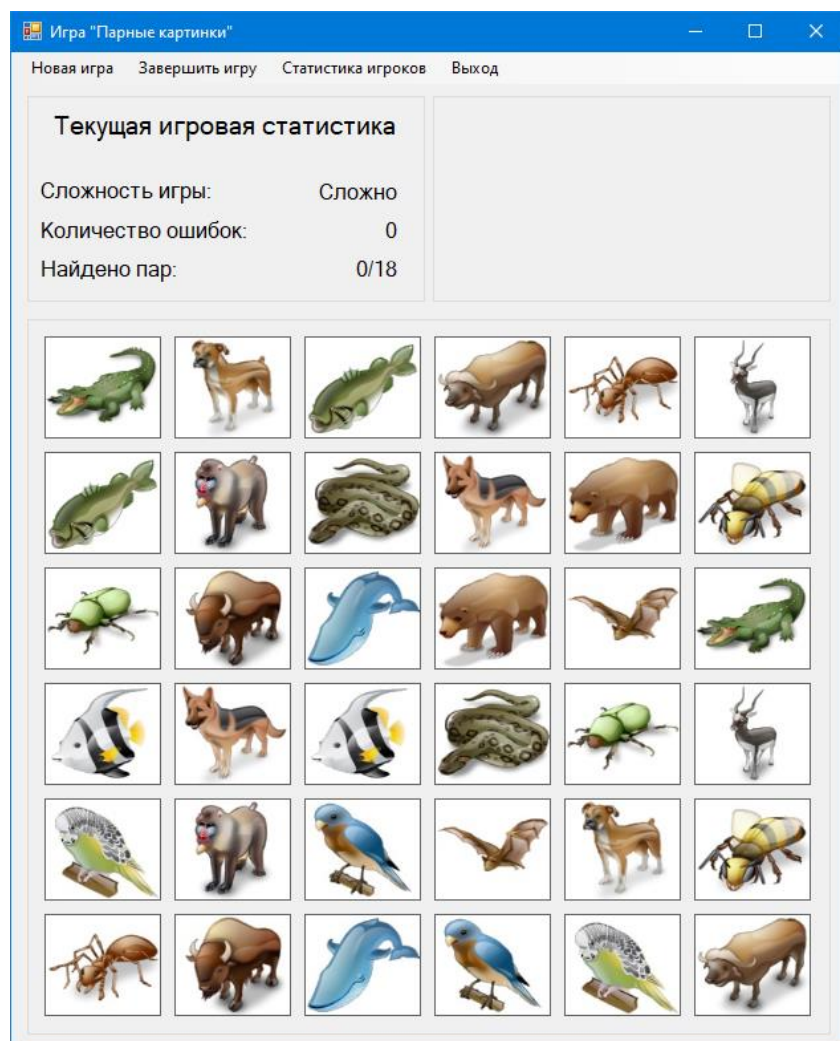 Игра "Парные картинки"
Новая игра Завершить игру Статистика игроков Выход
Текущая игровая статистика
Сложность игры: Сложно
Количество ошибок: 0
Найдено пар: 0/18